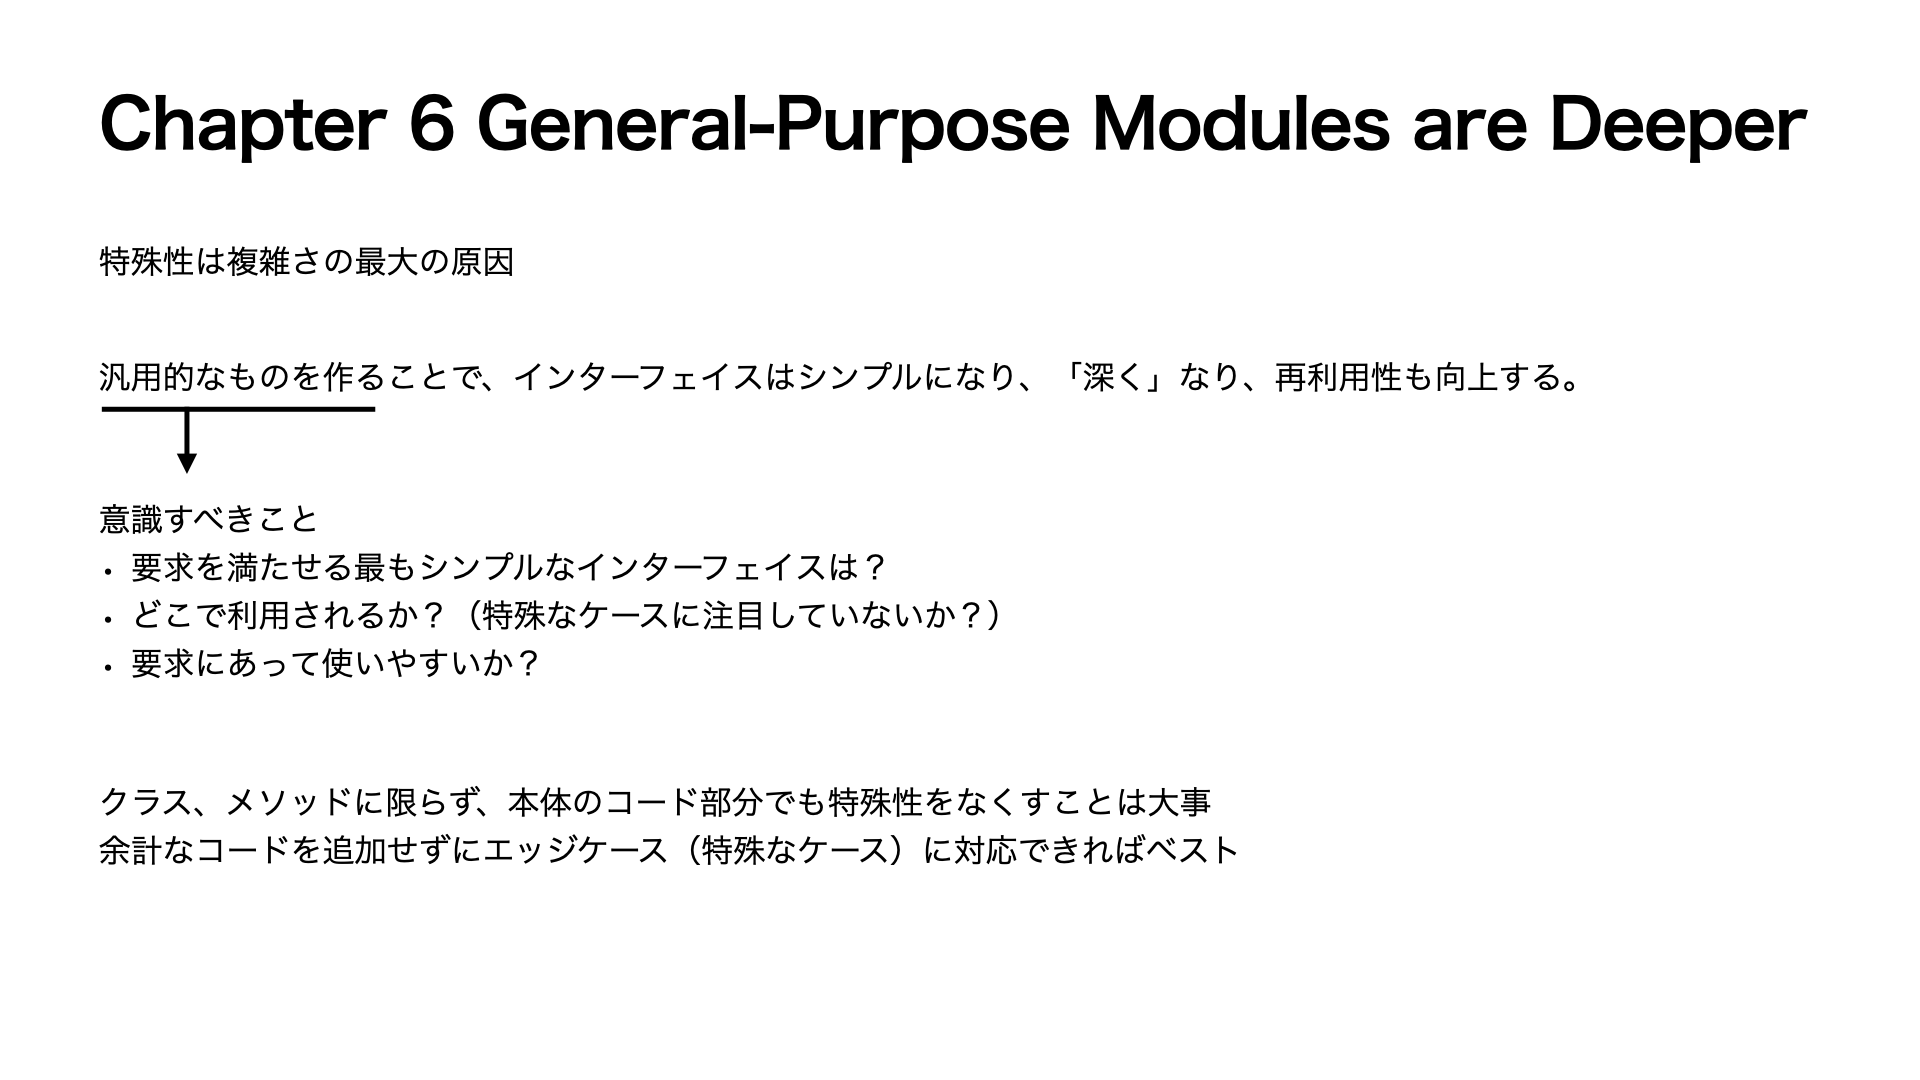 Chapter 6 General-Purpose Modules are Deeper
特殊性は複雑さの最大の原因
汎用的なものを作ることで、インターフェイスはシンプルになり、「深く」なり、再利用性も向上する。
意識すべきこと
• 要求を満たせる最もシンプルなインターフェイスは？
• どこで利用されるか？（特殊なケースに注目していないか？）
• 要求にあって使いやすいか？
クラス、メソッドに限らず、本体のコード部分でも特殊性をなくすことは大事
余計なコードを追加せずにエッジケース（特殊なケース）に対応できればベスト